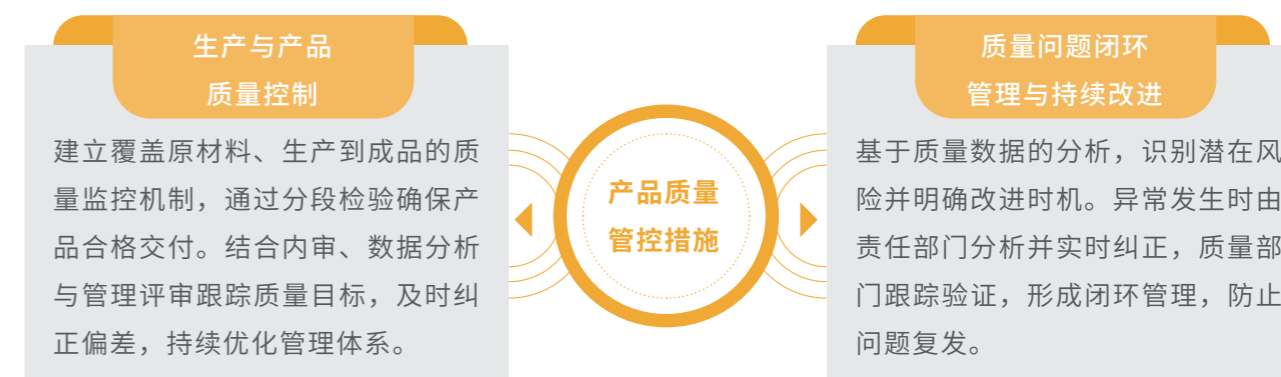 生产与产品
质量控制
建立覆盖原材料、生产到成品的质
量监控机制，通过分段检验确保产
品合格交付。结合内审、数据分析
与管理评审跟踪质量目标，及时纠
正偏差，持续优化管理体系。
产品质量
管控措施
质量问题闭环
管理与持续改进
基于质量数据的分析，识别潜在风
险并明确改进时机。异常发生时由
责任部门分析并实时纠正，质量部
门跟踪验证，形成闭环管理，防止
问题复发。